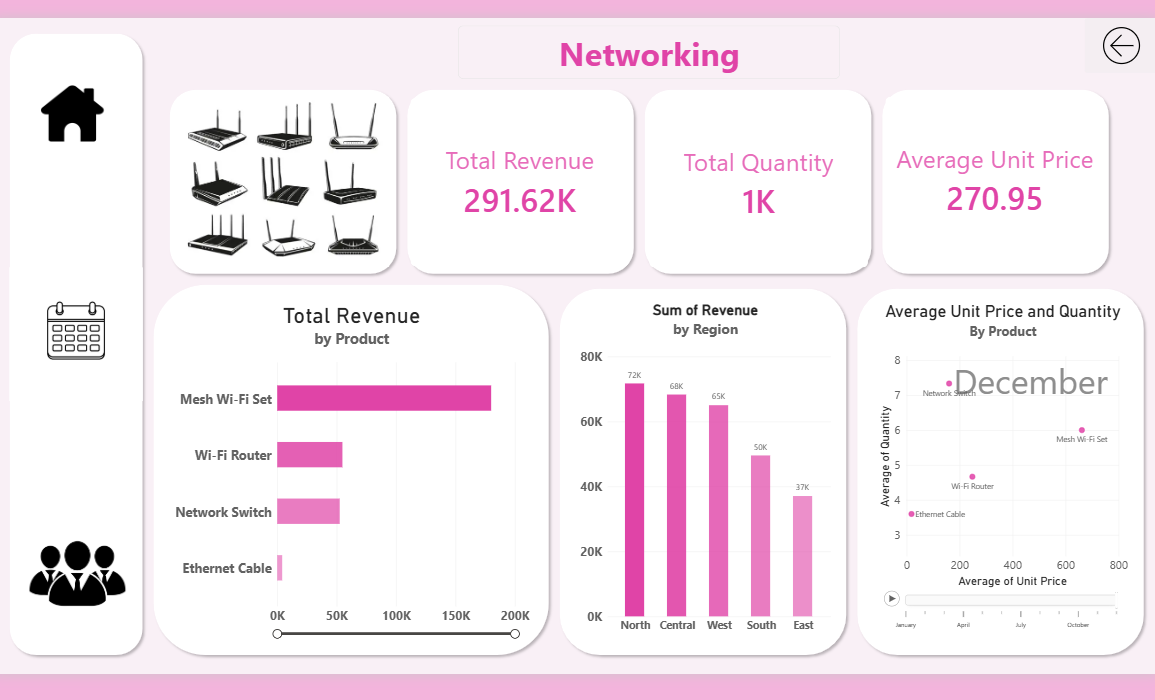 Networking
Total Revenue
291.62K
Total Quantity
1K
Average Unit Price
270.95
Total Revenue
by Product
Mesh Wi-Fi Set
Wi-Fi Router
Network Switch
Ethernet Cable
0K 50K 100K 150K 200K
Sum of Revenue
by Region
80K
60K
40K
20K
0K
72K
68K
65K
50K
37K
North Central West South East
Average Unit Price and Quantity
By Product
Average of Quantity
8
7
6
5
4
3
December
Network Switch
Mesh Wi-Fi Set
Wi-Fi Router
Ethernet Cable
0 200 400 600 800
Average of Unit Price
January April July October